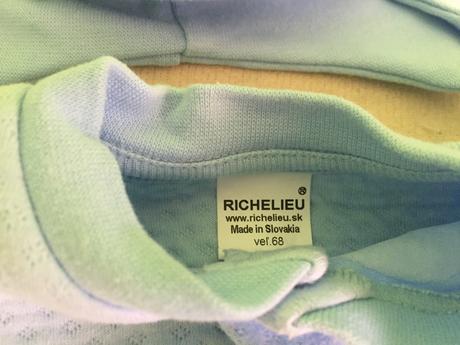 RICHELIEU ®
www.richelieu.sk
Made in Slovakia
veľ.68